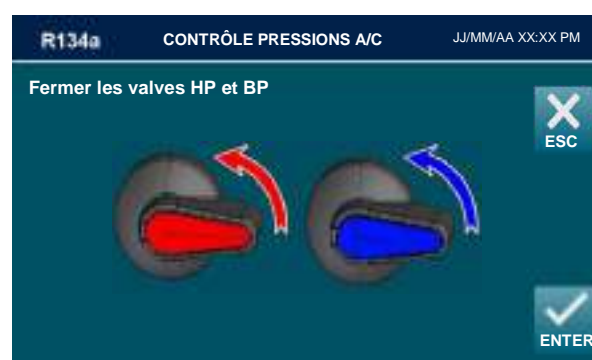 R134a CONTRÔLE PRESSIONS A/C JJ/MM/AA XX:XX PM
Fermer les valves HP et BP
ESC
ENTER